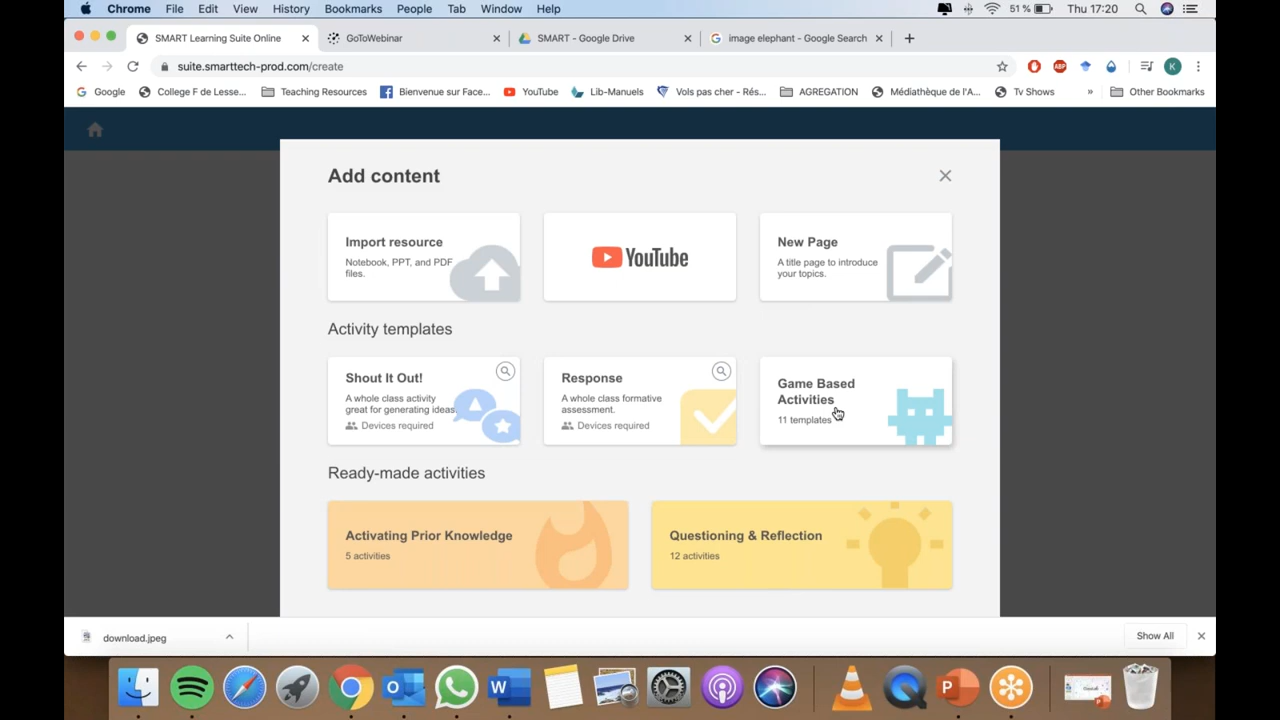 Chrome File Edit View History Bookmarks People Tab Window Help 51 % Thu 17:20
SMART Learning Suite Online GoToWebinar SMART - Google Drive image elephant - Google Search
suite.smarttech-prod.com/create K
Google College F de Lesse... Teaching Resources Bienvenue sur Face... YouTube Lib-Manuels Vols pas cher - Rés... AGREGATION Médiathèque de l'A... Tv Shows » Other Bookmarks
Add content
Import resource
Notebook, PPT, and PDF
files.
YouTube
New Page
A title page to introduce
your topics.
Activity templates
Shout It Out!
A whole class activity
great for generating ideas.
Devices required
Response
A whole class formative
assessment.
Devices required
Game Based
Activities
11 templates
Ready-made activities
Activating Prior Knowledge
5 activities
Questioning & Reflection
12 activities
download.jpeg Show All